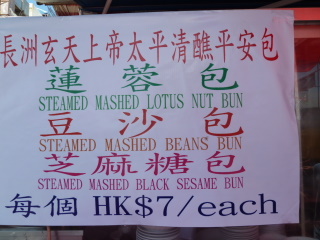 長洲玄天上帝太平清醮平安包
蓮蓉包
STEAMED MASHED LOTUS NUT BUN
豆沙包
STEAMED MASHED BEANS BUN
芝麻糖包
STEAMED MASHED BLACK SESAME BUN
每個 HK$7/each